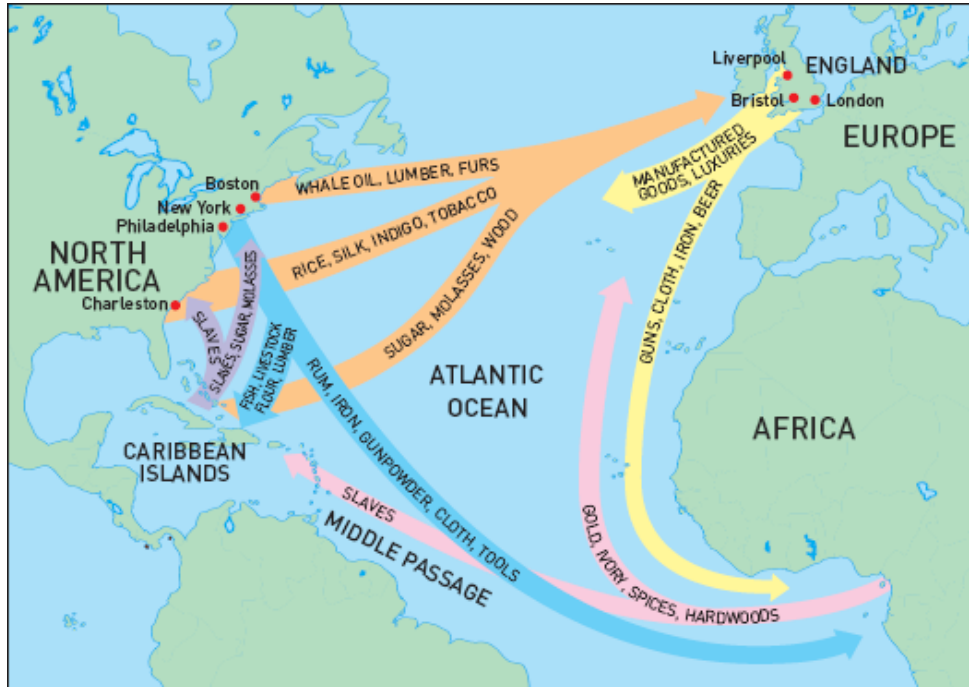 Liverpool
ENGLAND
Bristol
London
EUROPE
MANUFACTURED
GOODS, LUXURIES
Boston
WHALE OIL, LUMBER, FURS
New York
Philadelphia
RICE, SILK, INDIGO, TOBACCO
NORTH
AMERICA
Charleston
SLAVES
SLAVES, SUGAR, MOLASSES
FISH, LIVESTOCK
FLOUR, LUMBER
SUGAR, MOLASSES, WOOD
GUNS, CLOTH, IRON, BEER
RUM, IRON, GUNPOWDER, CLOTH, TOOLS
ATLANTIC
OCEAN
AFRICA
CARIBBEAN
ISLANDS
SLAVES
MIDDLE PASSAGE
GOLD, IVORY, SPICES, HARDWOODS